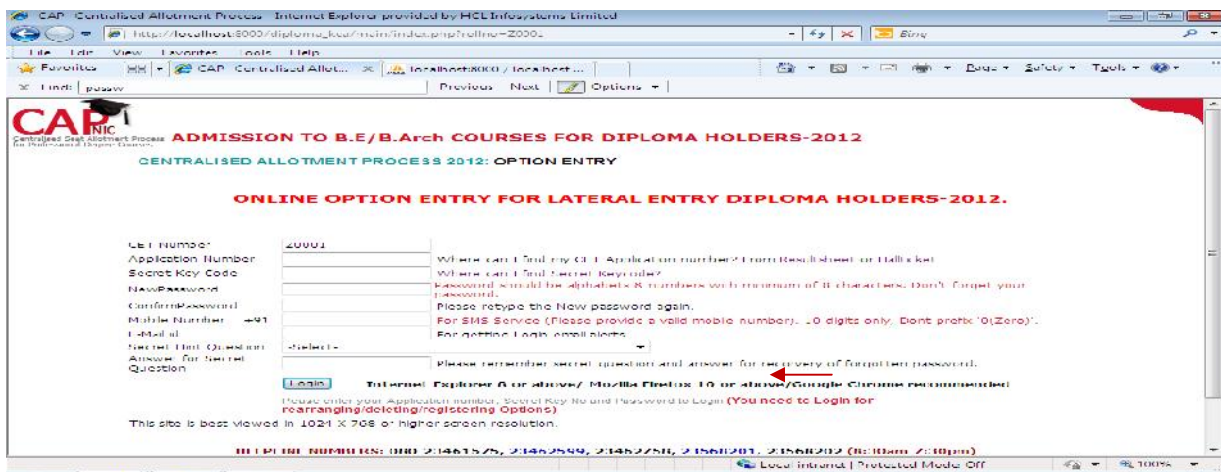 CAP - Centralised Allotment Process - Internet Explorer provided by HCL Infosystems Limited
http://localhost:8000/diploma_kea/main/index.php?rollno=Z0001
Bing
File Edit View Favorites Tools Help
Favorites CAP - Centralised Allot... localhost:8000 / localhost ... Page Safety Tools
Find: passw Previous Next Options
CAP NIC
Centralised Seat Allotment Process
for Professional Degree Courses
ADMISSION TO B.E/B.Arch COURSES FOR DIPLOMA HOLDERS-2012
CENTRALISED ALLOTMENT PROCESS 2012: OPTION ENTRY
ONLINE OPTION ENTRY FOR LATERAL ENTRY DIPLOMA HOLDERS-2012.
CET Number Z0001
Application Number Where can I find my CET Application number? From Resultsheet or Hallticket
Secret Key Code Where can I find Secret Keycode?
NewPassword Password should be alphabets & numbers with minimum of 8 characters. Don't forget your
password.
ConfirmPassword Please retype the New password again.
Mobile Number +91 For SMS Service (Please provide a valid mobile number). 10 digits only, Dont prefix '0(Zero)'.
E-Mail id For getting Login email alerts
Secret Hint Question -Select-
Answer for Secret
Question Please remember secret question and answer for recovery of forgotten password.
Login Internet Explorer 8 or above/ Mozilla Firefox 10 or above/Google Chrome recommended
Please enter your Application number, Secret Key No and Password to Login (You need to Login for
rearranging/deleting/registering Options)
This site is best viewed in 1024 X 768 or higher screen resolution.
HELPLINE NUMBERS: 080 23461575, 23462599, 23462758, 23568201, 23568202 (8:30am 7:30pm)
Local intranet | Protected Mode: Off 100%